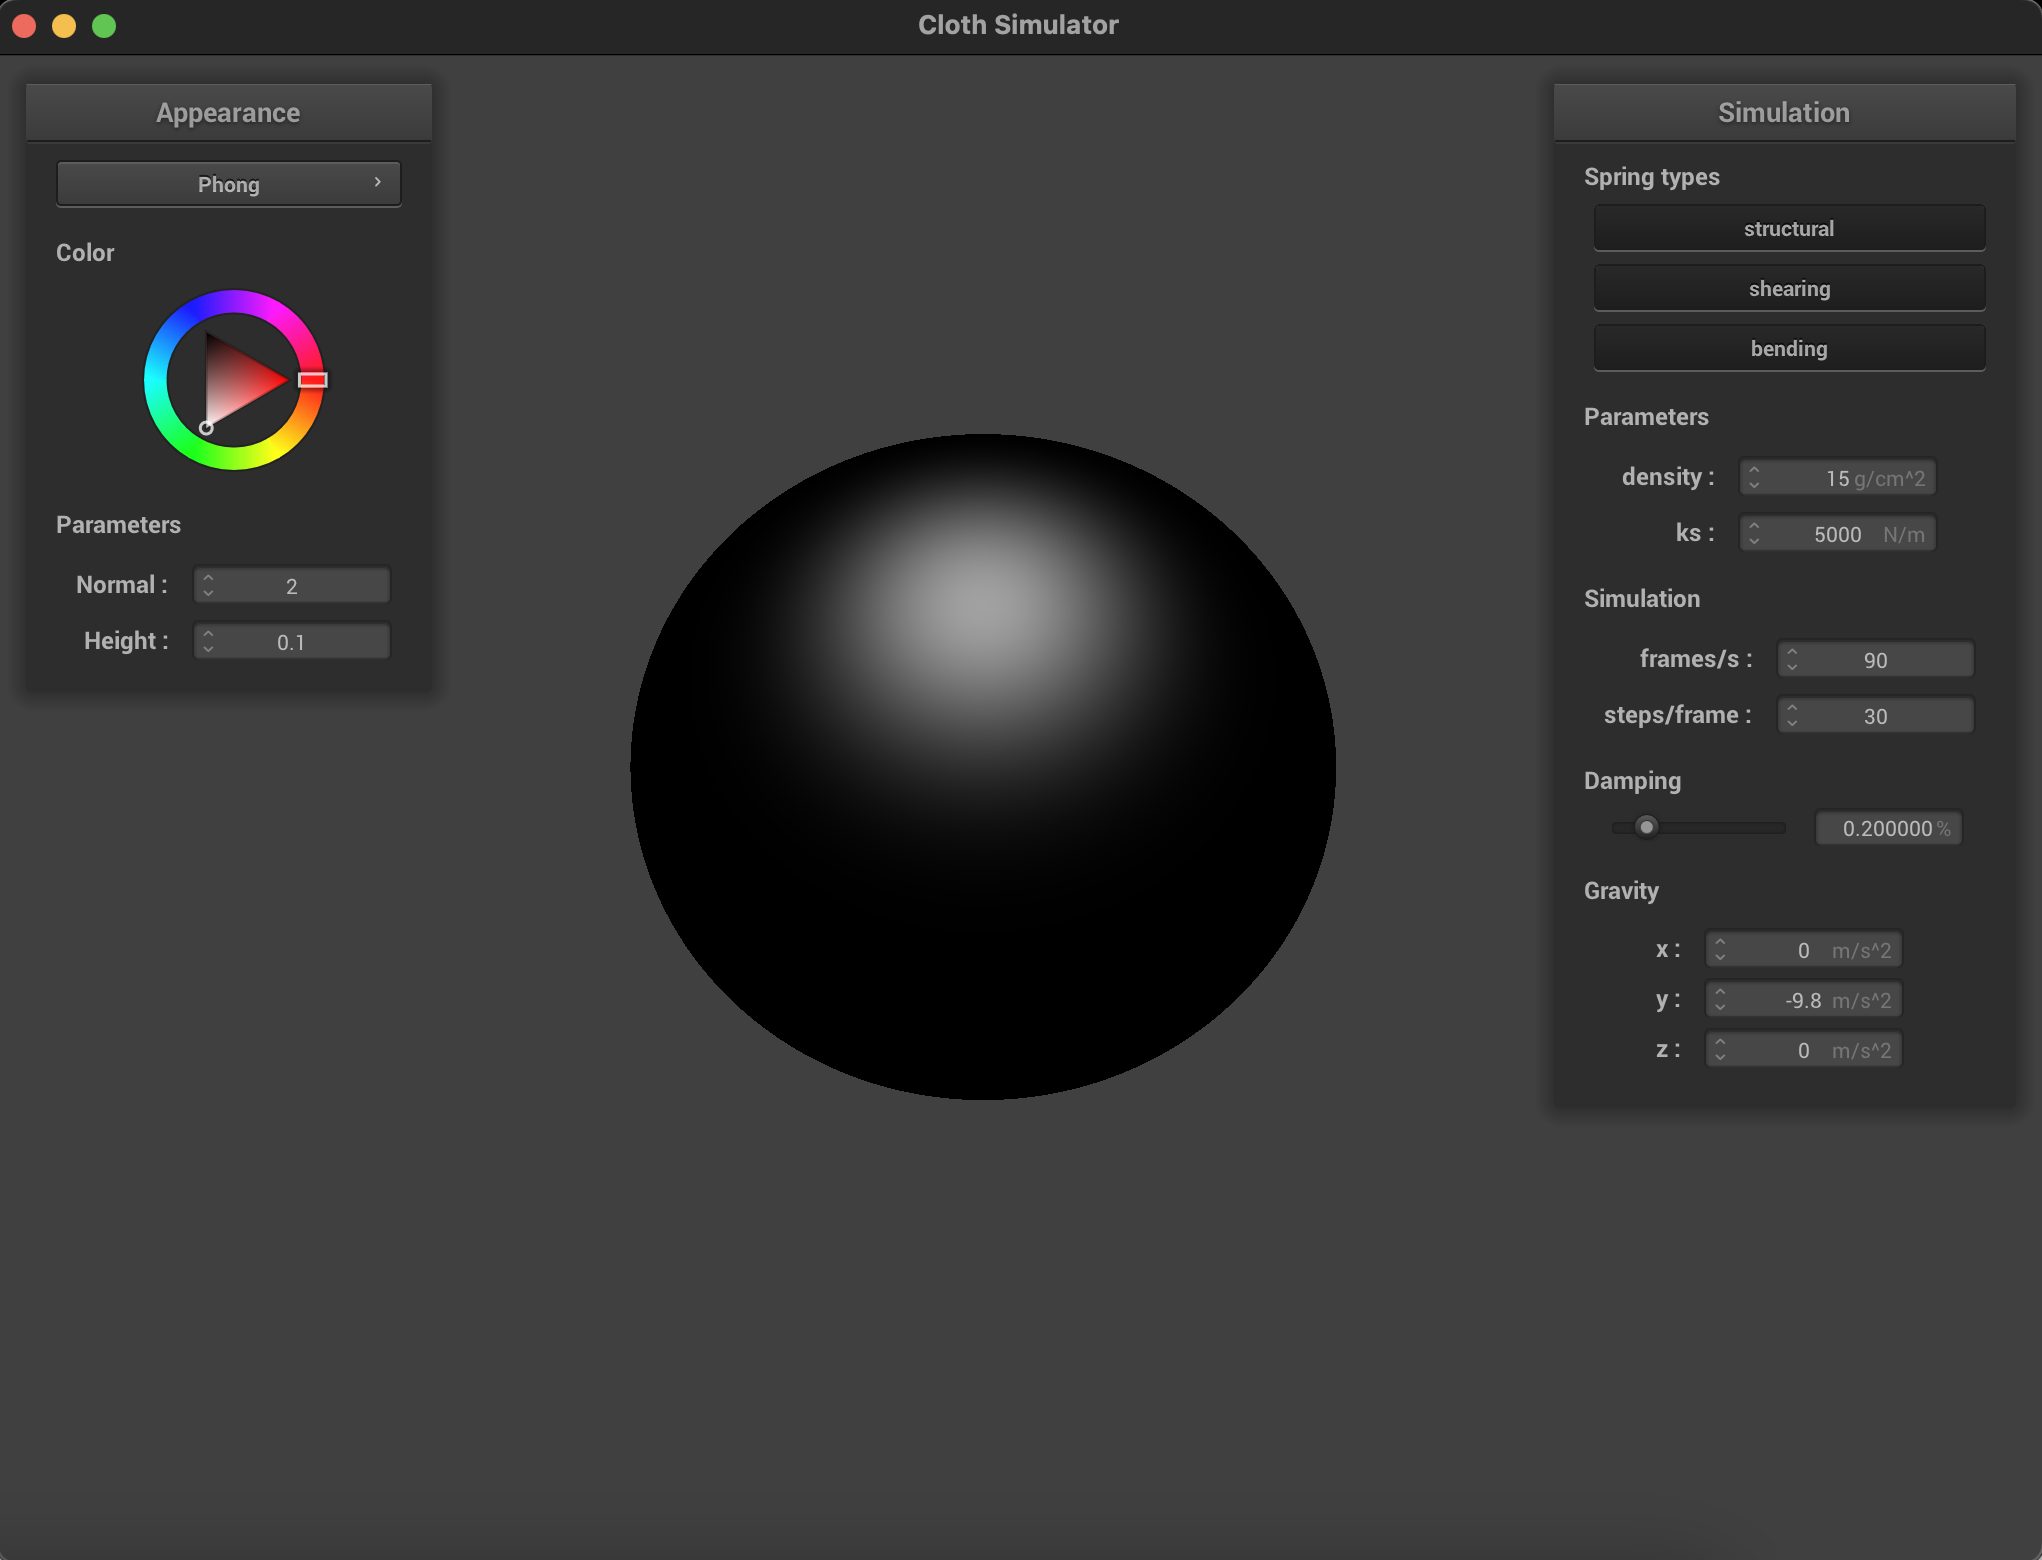 Cloth Simulator
Appearance
Phong
Color
Parameters
Normal : 2
Height : 0.1
Simulation
Spring types
structural
shearing
bending
Parameters
density : 15 g/cm^2
ks : 5000 N/m
Simulation
frames/s : 90
steps/frame : 30
Damping
0.200000 %
Gravity
x : 0 m/s^2
y : -9.8 m/s^2
z : 0 m/s^2